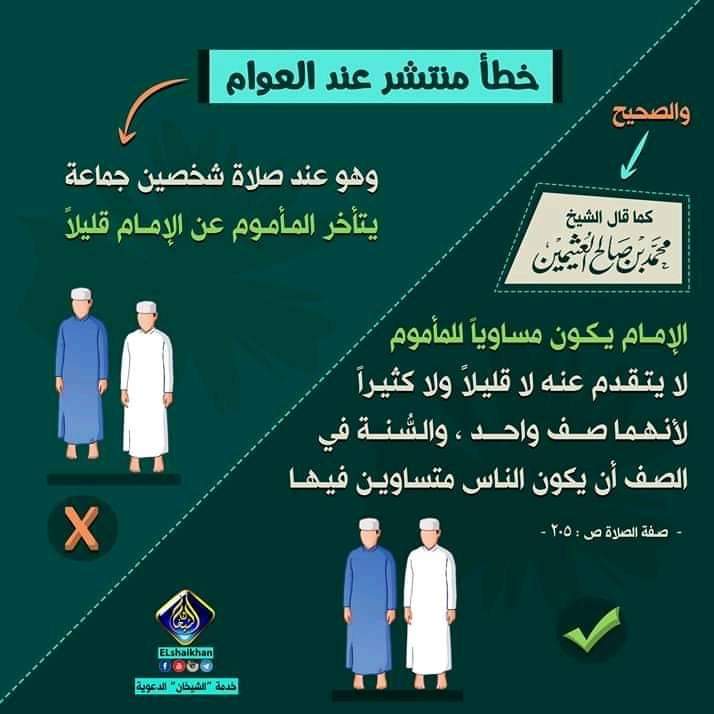 خطأ منتشر عند العوام
وهو عند صلاة شخصين جماعة
يتأخر المأموم عن الإمام قليلاً
والصحيح
كما قال الشيخ
محمد بن صالح العثيمين
الإمام يكون مساوياً للمأموم
لا يتقدم عنه لا قليلاً ولا كثيراً
لأنهما صف واحد ، والسُنة في
الصف أن يكون الناس متساوين فيها
- صفة الصلاة ص : ٢٠٥ -
الشيخان
ELshaikhan
خدمة "الشيخان" الدعوية